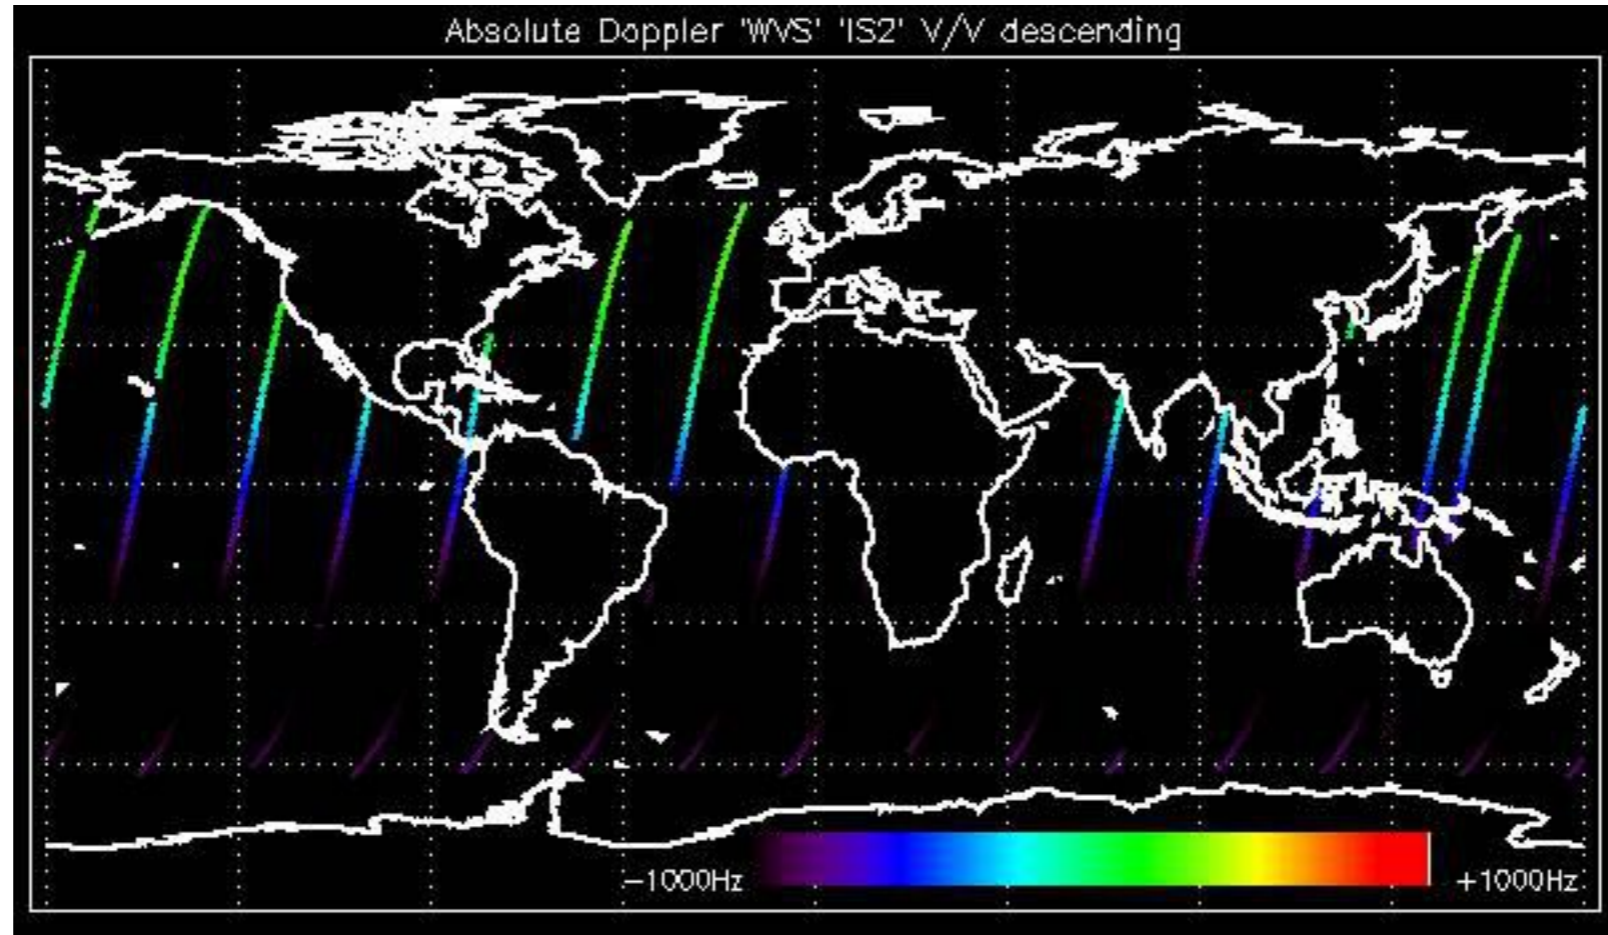 Absolute Doppler 'WVS' 'IS2' V/V descending
−1000Hz
+1000Hz